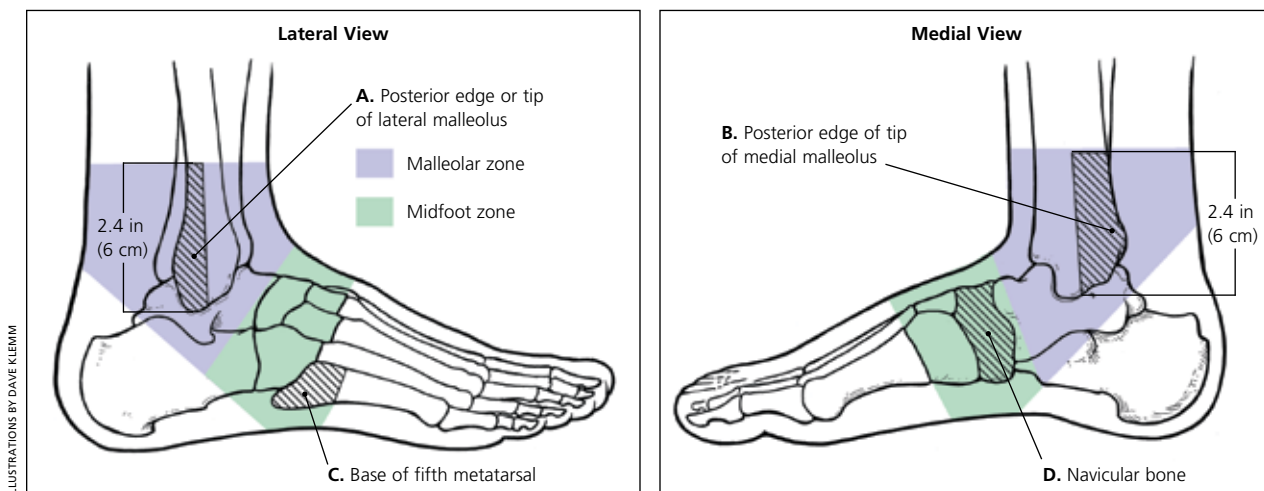 Lateral View
A. Posterior edge or tip
of lateral malleolus
Malleolar zone
Midfoot zone
2.4 in
(6 cm)
C. Base of fifth metatarsal
Medial View
B. Posterior edge of tip
of medial malleolus
2.4 in
(6 cm)
D. Navicular bone
LLUSTRATIONS BY DAVE KLEMM